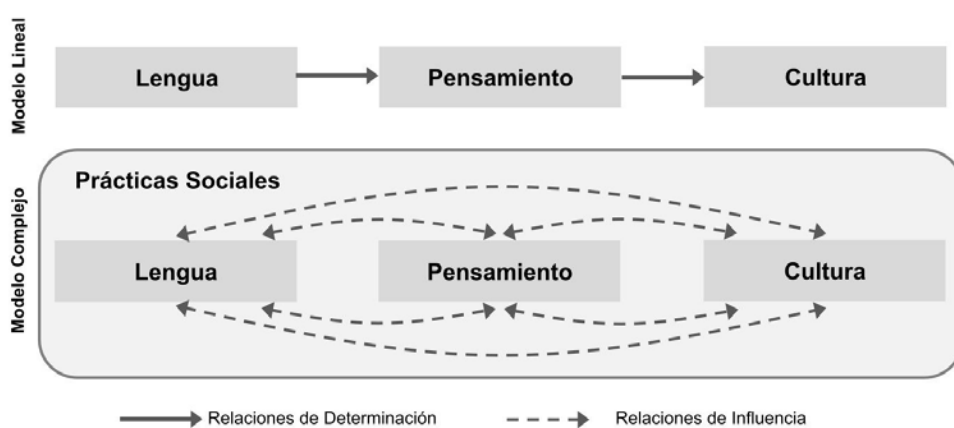 Modelo Lineal
Lengua
Pensamiento
Cultura
Modelo Complejo
Prácticas Sociales
Lengua
Pensamiento
Cultura
Relaciones de Determinación
Relaciones de Influencia